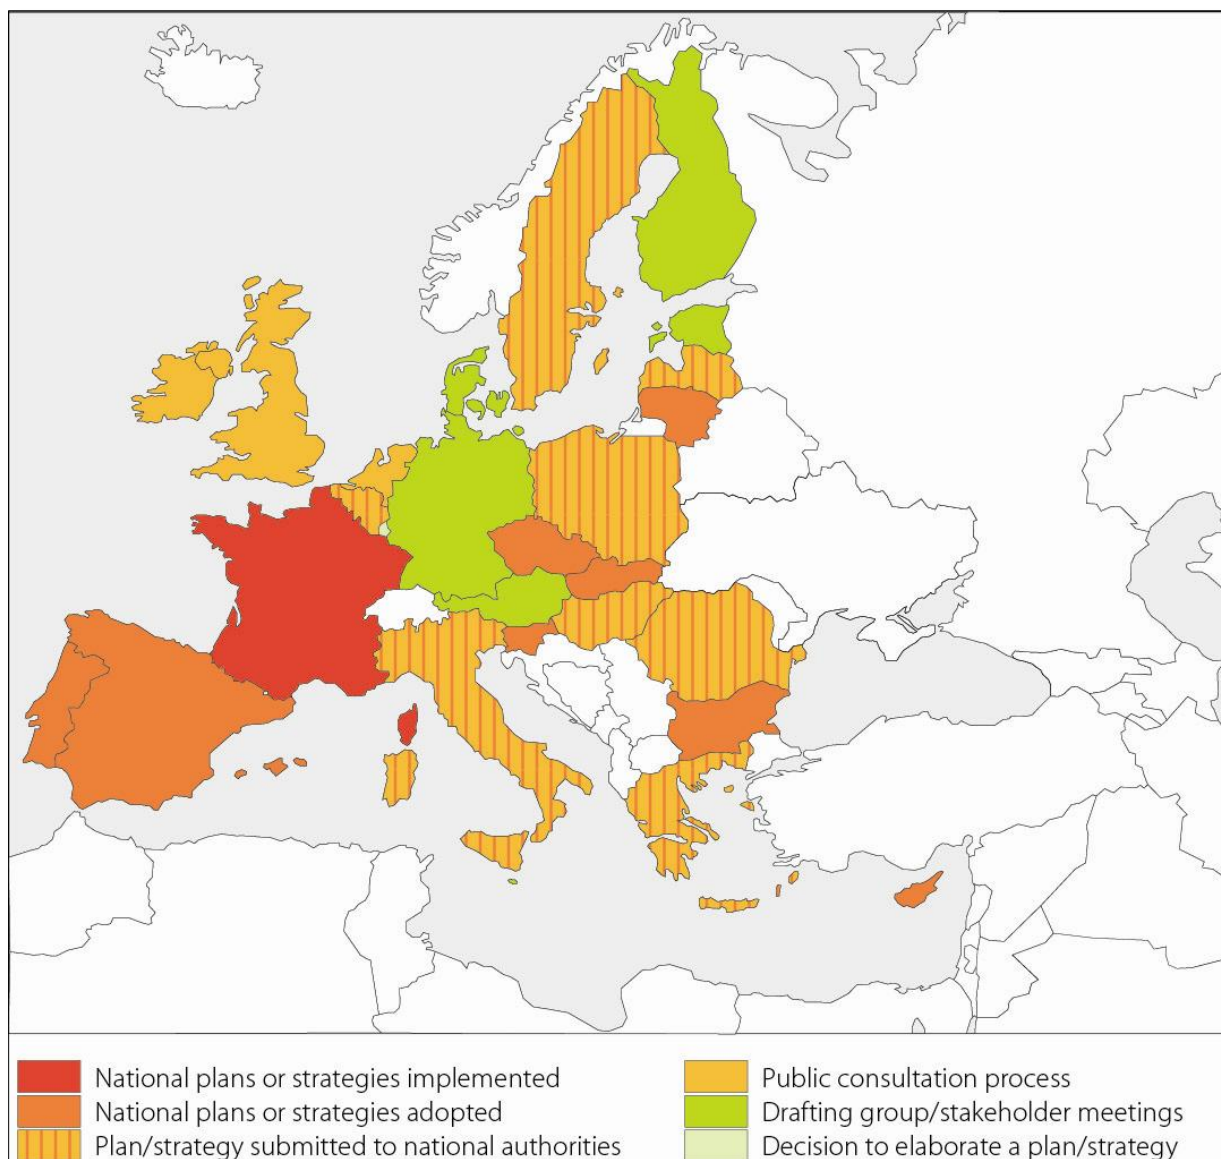 National plans or strategies implemented
National plans or strategies adopted
Plan/strategy submitted to national authorities
Public consultation process
Drafting group/stakeholder meetings
Decision to elaborate a plan/strategy